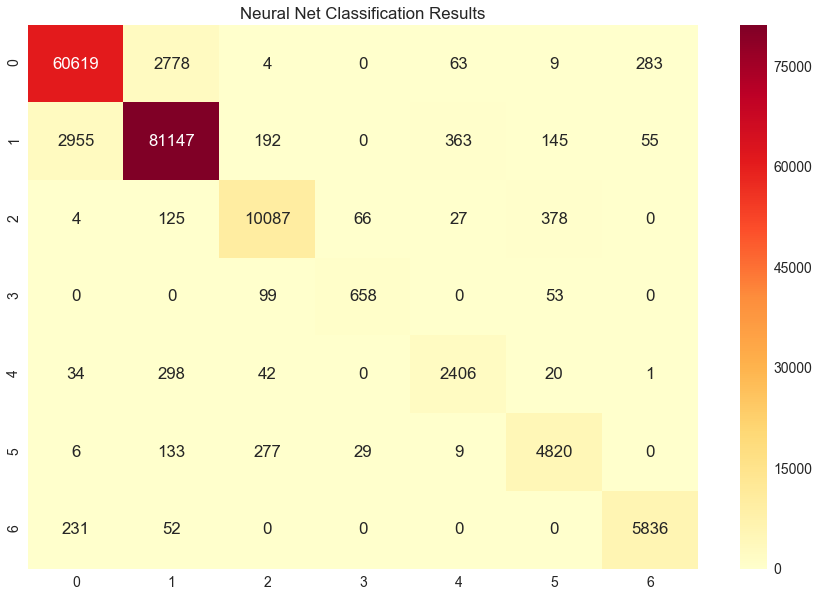 Neural Net Classification Results
0 60619 2778 4 0 63 9 283
1 2955 81147 192 0 363 145 55
2 4 125 10087 66 27 378 0
3 0 0 99 658 0 53 0
4 34 298 42 0 2406 20 1
5 6 133 277 29 9 4820 0
6 231 52 0 0 0 0 5836
0 1 2 3 4 5 6
75000
60000
45000
30000
15000
0